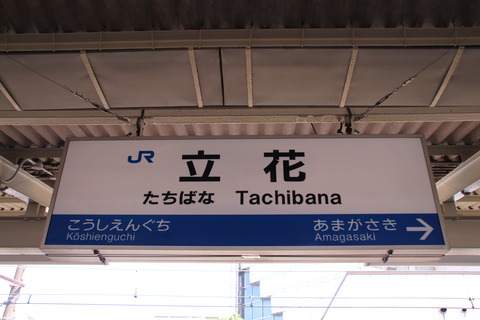 JR 立花
たちばな Tachibana
こうしえんぐち あまがさき →
Kōshienguchi Amagasaki